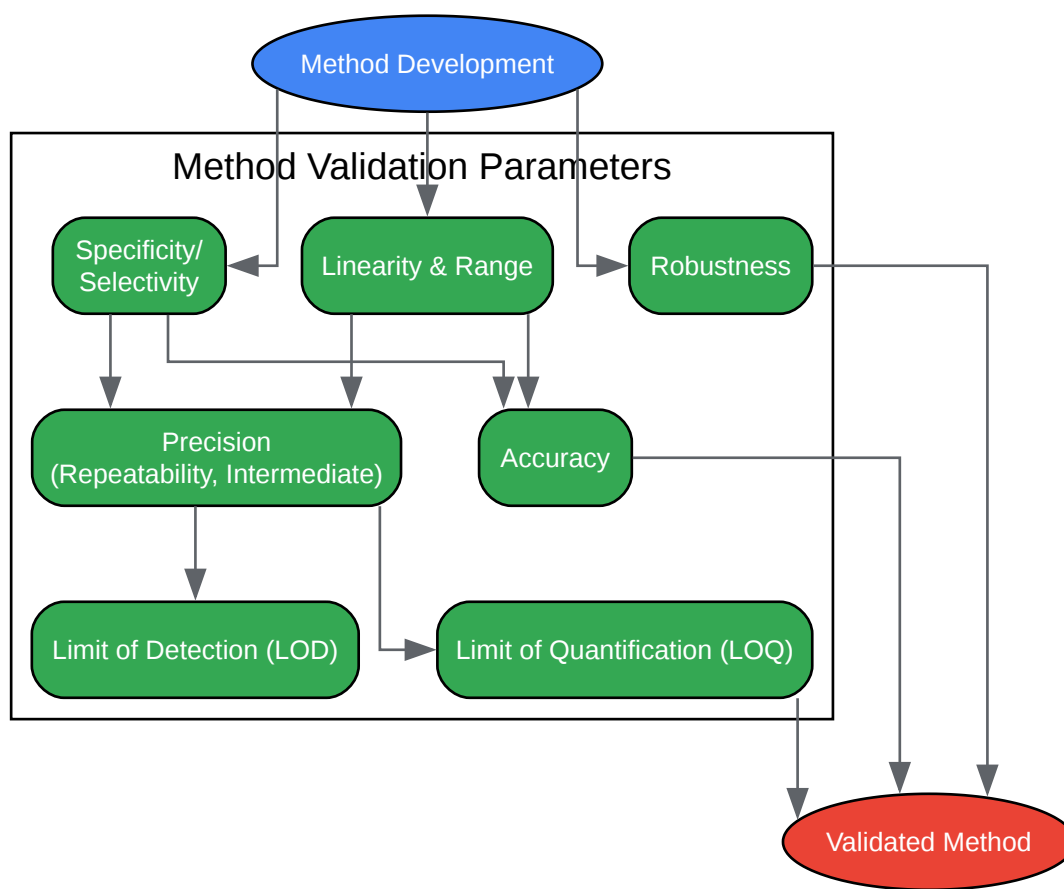 Method Development
Method Validation Parameters
Specificity/
Selectivity
Linearity & Range
Robustness
Precision
(Repeatability, Intermediate)
Accuracy
Limit of Detection (LOD)
Limit of Quantification (LOQ)
Validated Method